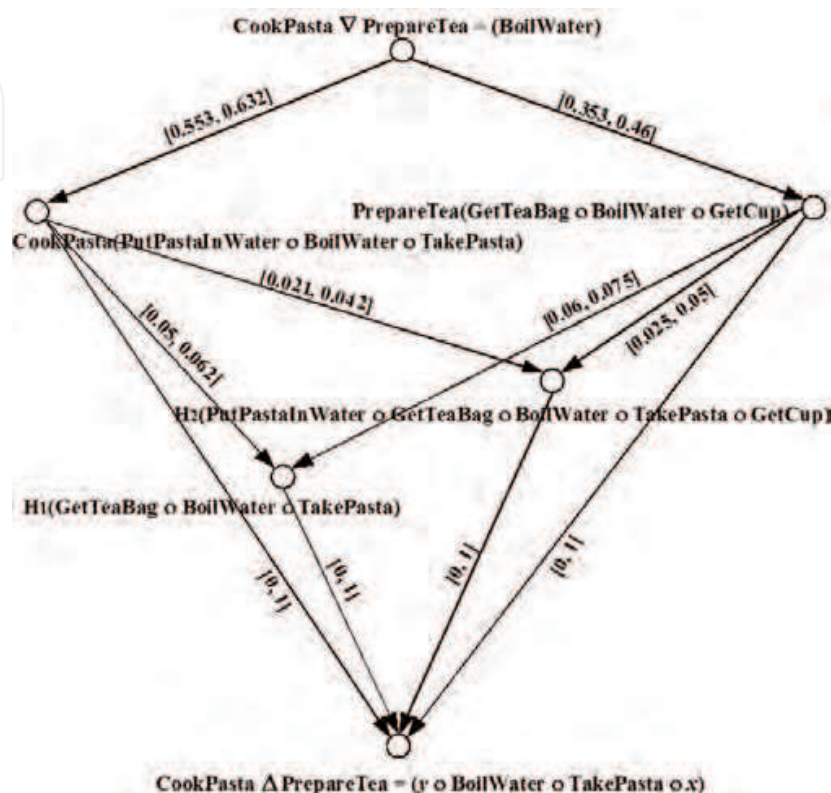 CookPasta ∇ PrepareTea = (BoilWater)
[0.553, 0.632]
[0.353, 0.46]
PrepareTea(GetTeaBag o BoilWater o GetCup)
CookPasta(PutPastaInWater o BoilWater o TakePasta)
[0.021, 0.042]
[0.06, 0.075]
[0.025, 0.05]
[0.05, 0.062]
H2(PutPastaInWater o GetTeaBag o BoilWater o TakePasta o GetCup)
H1(GetTeaBag o BoilWater o TakePasta)
[0, 1]
[0, 1]
[0, 1]
[0, 1]
CookPasta Δ PrepareTea = (y o BoilWater o TakePasta o x)